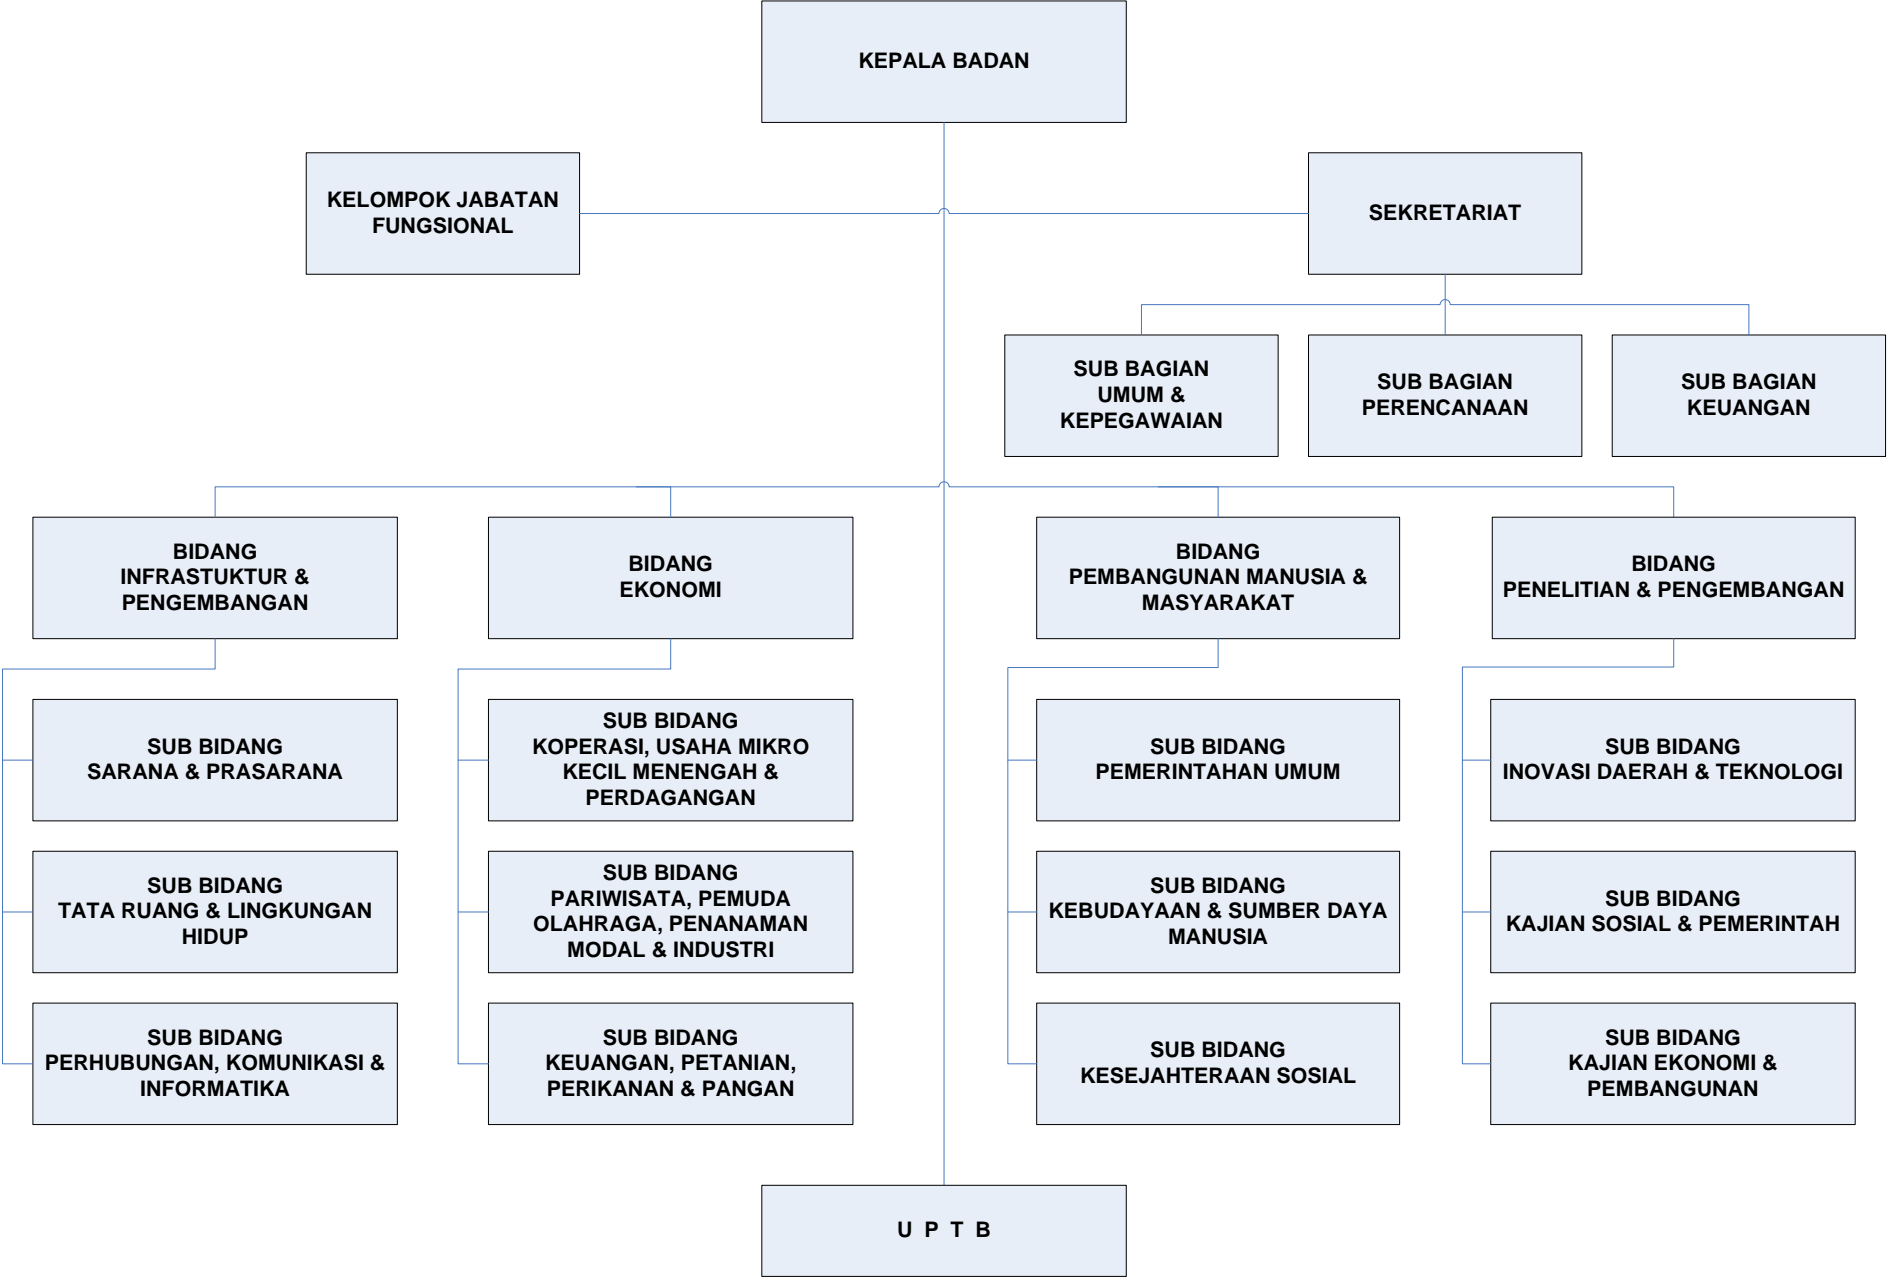 KEPALA BADAN
KELOMPOK JABATAN
FUNGSIONAL
SEKRETARIAT
SUB BAGIAN
UMUM &
KEPEGAWAIAN
SUB BAGIAN
PERENCANAAN
SUB BAGIAN
KEUANGAN
BIDANG
INFRASTUKTUR &
PENGEMBANGAN
BIDANG
EKONOMI
BIDANG
PEMBANGUNAN MANUSIA &
MASYARAKAT
BIDANG
PENELITIAN & PENGEMBANGAN
SUB BIDANG
SARANA & PRASARANA
SUB BIDANG
KOPERASI, USAHA MIKRO
KECIL MENENGAH &
PERDAGANGAN
SUB BIDANG
PEMERINTAHAN UMUM
SUB BIDANG
INOVASI DAERAH & TEKNOLOGI
SUB BIDANG
TATA RUANG & LINGKUNGAN
HIDUP
SUB BIDANG
PARIWISATA, PEMUDA
OLAHRAGA, PENANAMAN
MODAL & INDUSTRI
SUB BIDANG
KEBUDAYAAN & SUMBER DAYA
MANUSIA
SUB BIDANG
KAJIAN SOSIAL & PEMERINTAH
SUB BIDANG
PERHUBUNGAN, KOMUNIKASI &
INFORMATIKA
SUB BIDANG
KEUANGAN, PETANIAN,
PERIKANAN & PANGAN
SUB BIDANG
KESEJAHTERAAN SOSIAL
SUB BIDANG
KAJIAN EKONOMI &
PEMBANGUNAN
U P T B